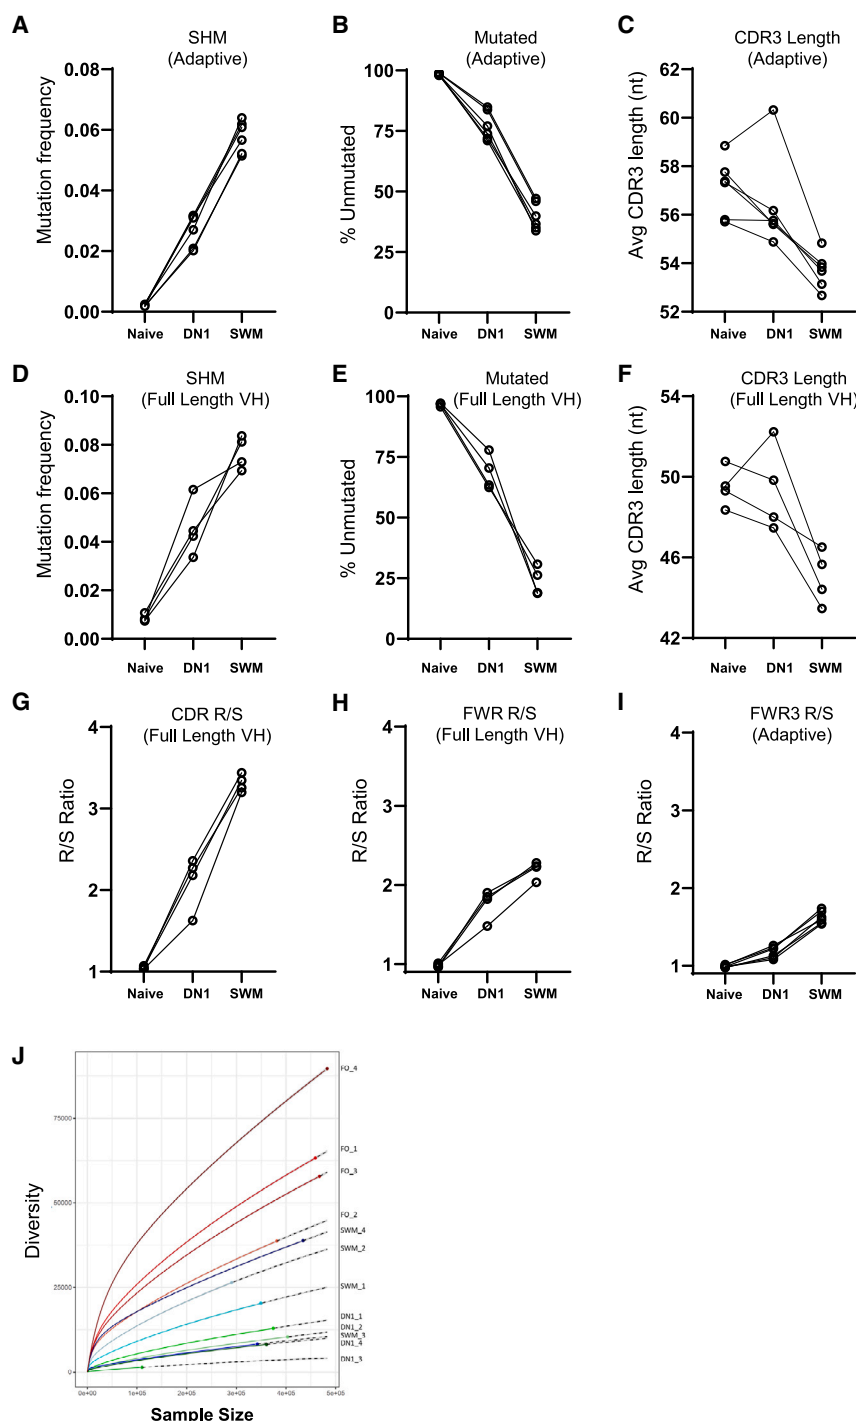 A
SHM
(Adaptive)
Mutation frequency
0.08
0.06
0.04
0.02
0.00
Naive DN1 SWM
B
Mutated
(Adaptive)
% Unmutated
100
75
50
25
0
Naive DN1 SWM
C
CDR3 Length
(Adaptive)
Avg CDR3 length (nt)
62
60
58
56
54
52
Naive DN1 SWM
D
SHM
(Full Length VH)
Mutation frequency
0.10
0.08
0.06
0.04
0.02
0.00
Naive DN1 SWM
E
Mutated
(Full Length VH)
% Unmutated
100
75
50
25
0
Naive DN1 SWM
F
CDR3 Length
(Full Length VH)
Avg CDR3 length (nt)
54
50
46
42
Naive DN1 SWM
G
CDR R/S
(Full Length VH)
R/S Ratio
4
3
2
1
Naive DN1 SWM
H
FWR R/S
(Full Length VH)
R/S Ratio
4
3
2
1
Naive DN1 SWM
I
FWR3 R/S
(Adaptive)
R/S Ratio
4
3
2
1
Naive DN1 SWM
J
Diversity
75000
50000
25000
0
FO_4
FO_1
FO_3
FO_2
SWM_4
SWM_2
SWM_1
DN1_1
DN1_2
SWM_3
DN1_4
DN1_3
0e+00 1e+05 2e+05 3e+05 4e+05 5e+05
Sample Size